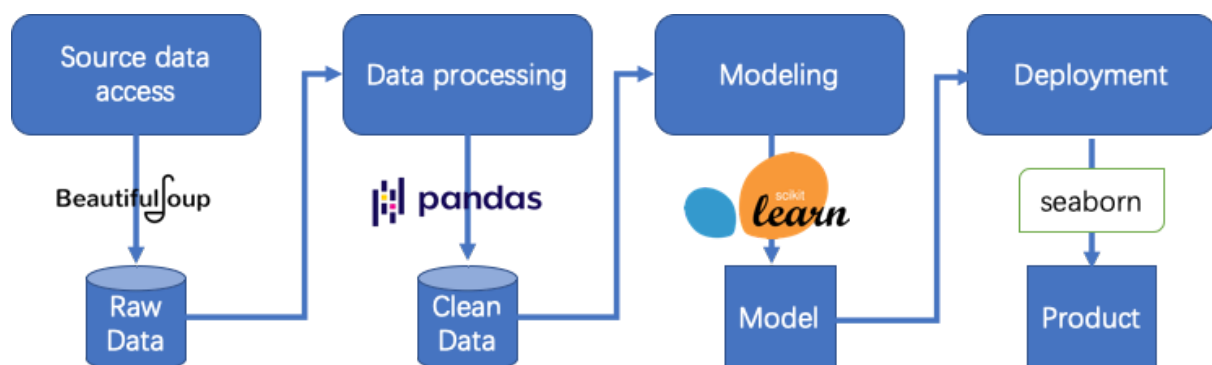 Source data
access
Data processing
Modeling
Deployment
BeautifulSoup
pandas
scikit
learn
seaborn
Raw
Data
Clean
Data
Model
Product